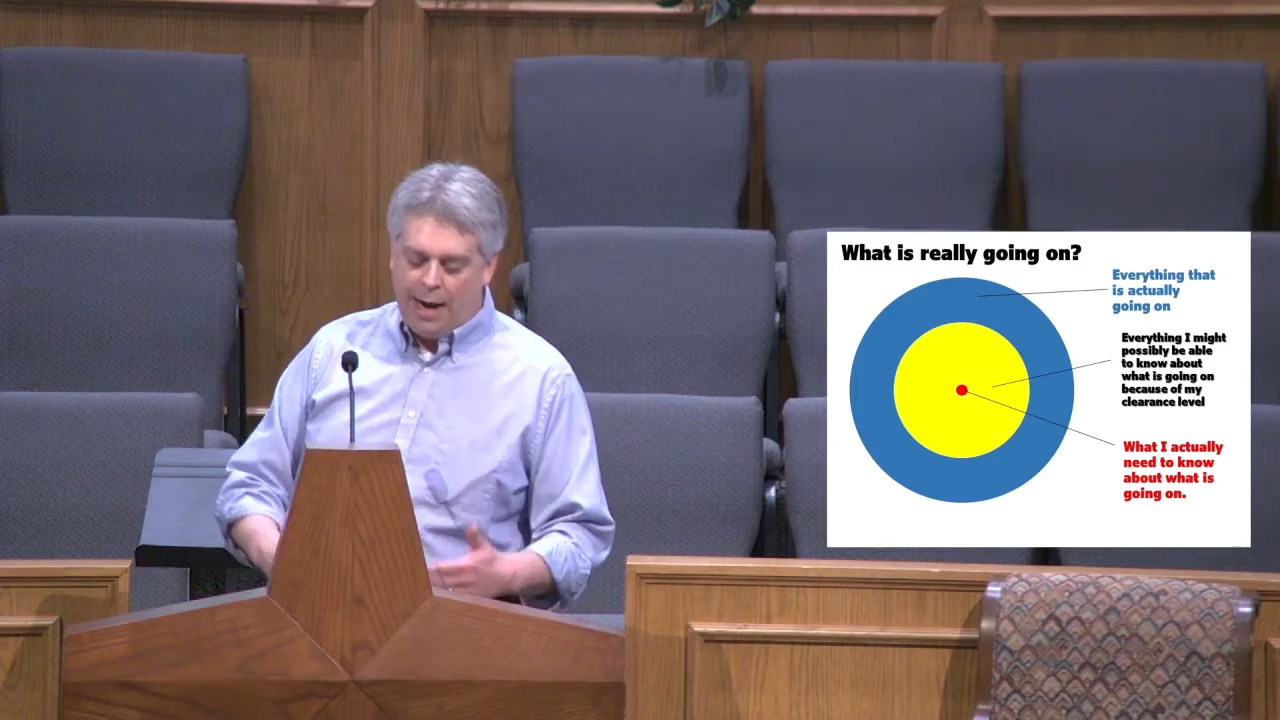 What is really going on?
Everything that
is actually
going on
Everything I might
possibly be able
to know about
what is going on
because of my
clearance level
What I actually
need to know
about what is
going on.